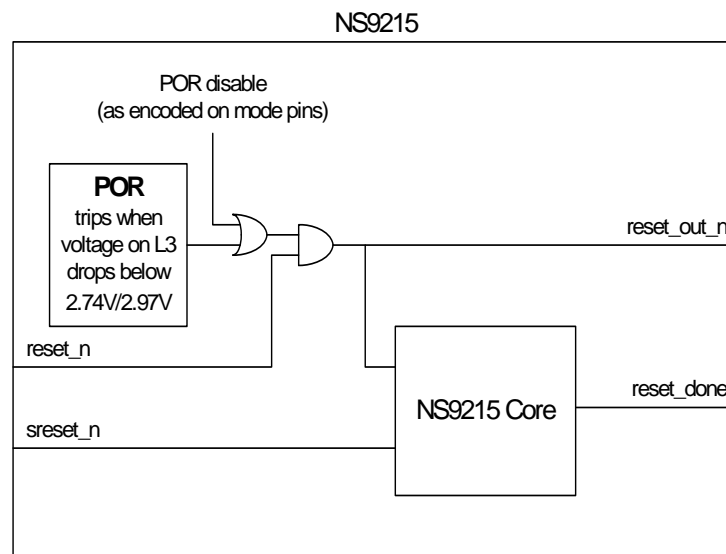 NS9215
POR disable
(as encoded on mode pins)
POR
trips when
voltage on L3
drops below
2.74V/2.97V
reset_out_n
reset_n
reset_done
NS9215 Core
sreset_n